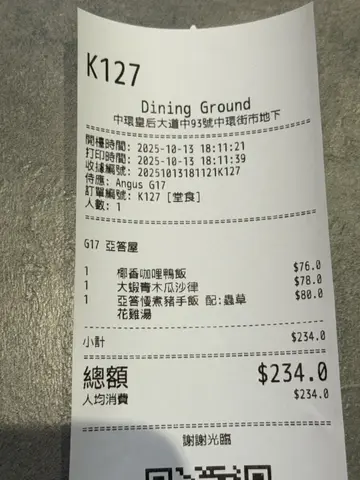 K127
Dining Ground
中環皇后大道中93號中環街市地下
開檯時間: 2025-10-13 18:11:21
打印時間: 2025-10-13 18:11:39
收據編號: 20251013181121K127
侍應: Angus G17
訂單編號: K127 [堂食]
人數: 1
G17 亞答屋
1 椰香咖哩鴨飯 $76.0
1 大蝦青木瓜沙律 $78.0
1 亞答慢煮豬手飯 配:蟲草 $80.0
花雞湯
小計 $234.0
總額 $234.0
人均消費 $234.0
謝謝光臨